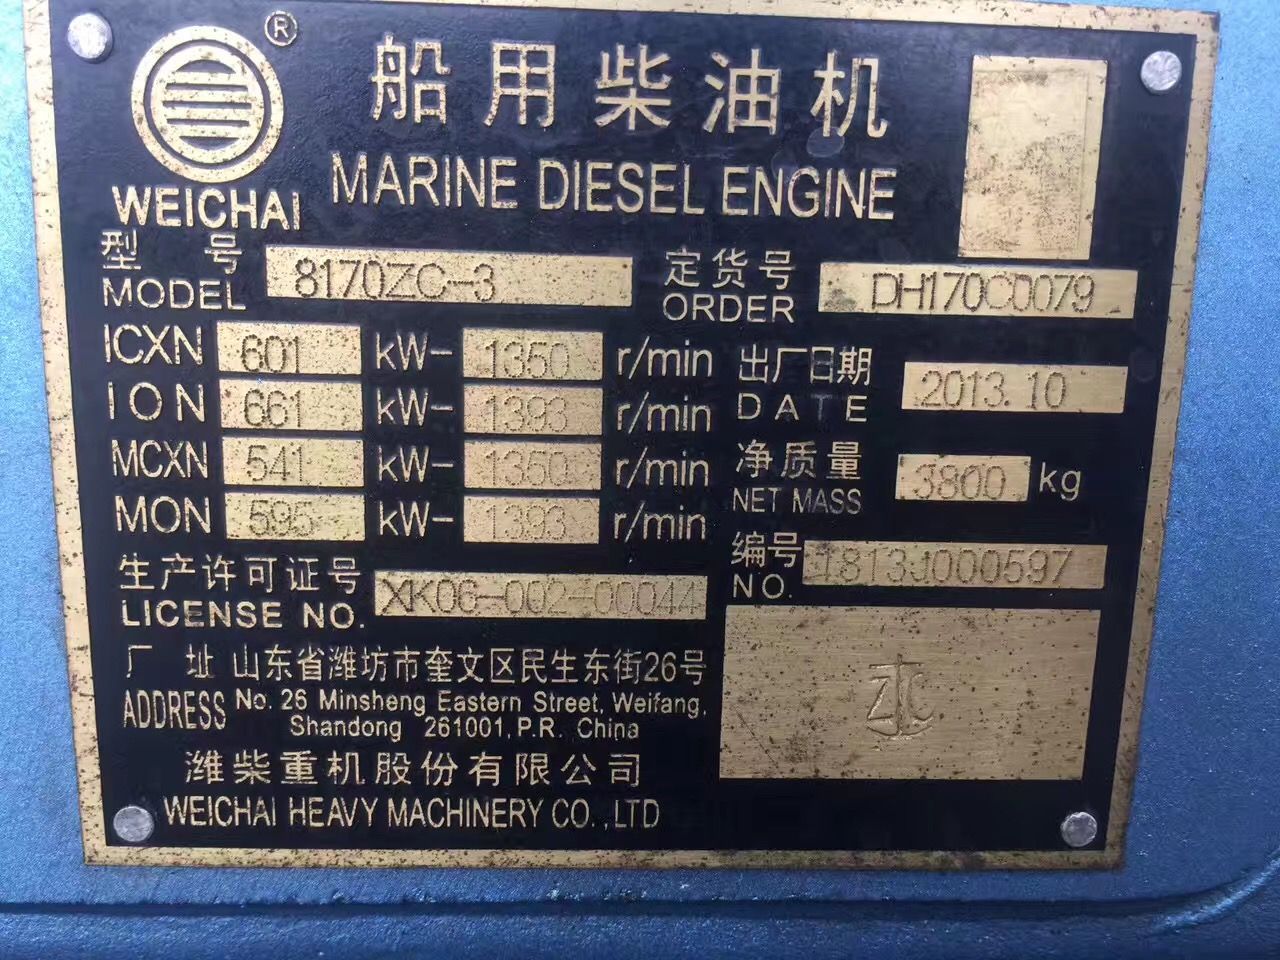 ®
船用柴油机
MARINE DIESEL ENGINE
WEICHAI
型号
MODEL 8170ZC-3
定货号
ORDER DH170C0079
ICXN 601 kW- 1350 r/min
ION 661 kW- 1393 r/min
出厂日期
DATE 2013.10
MCXN 541 kW- 1350 r/min
MON 595 kW- 1393 r/min
净质量
NET MASS 3800 kg
生产许可证号
LICENSE NO. XK06-002-00044
编号
NO. 1813J000597
厂址 山东省潍坊市奎文区民生东街26号
ADDRESS No. 26 Minsheng Eastern Street, Weifang,
Shandong 261001, P.R. China
ZC
潍柴重机股份有限公司
WEICHAI HEAVY MACHINERY CO.,LTD